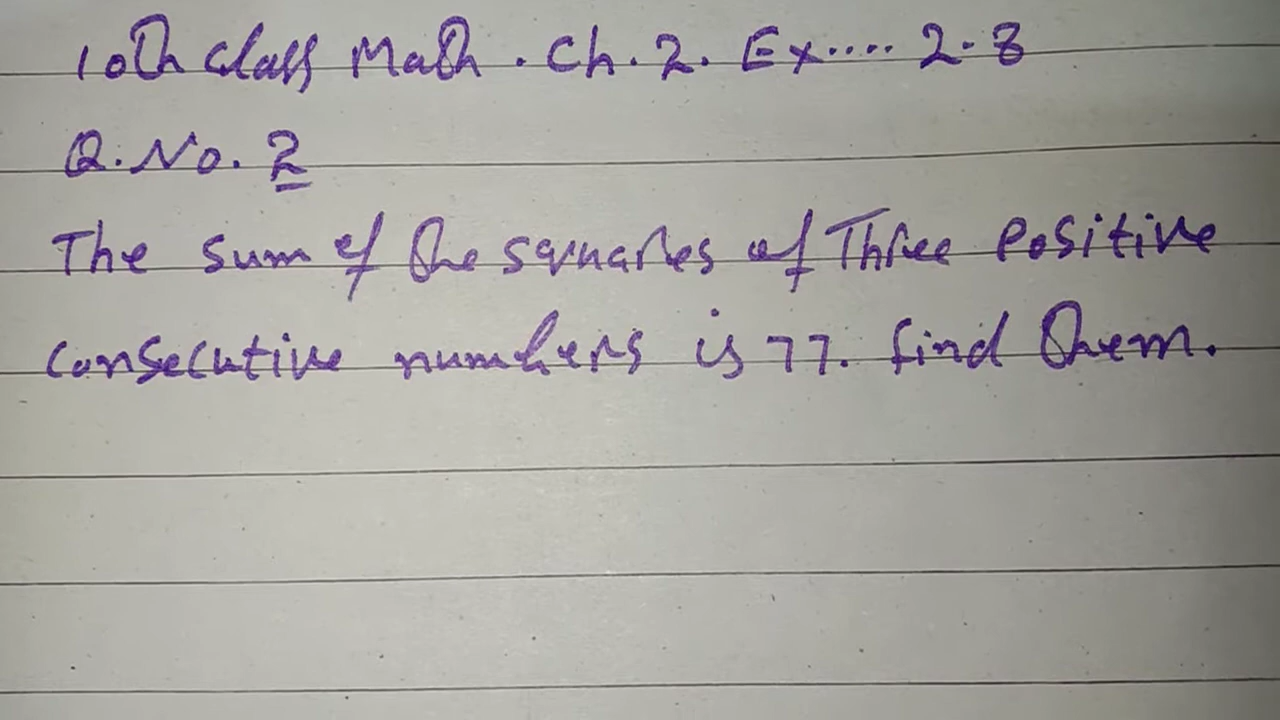 10th Class Math. Ch. 2. Ex.... 2.8
Q. No. 2
The sum of the squares of Three Positive
consecutive numbers is 77. find them.